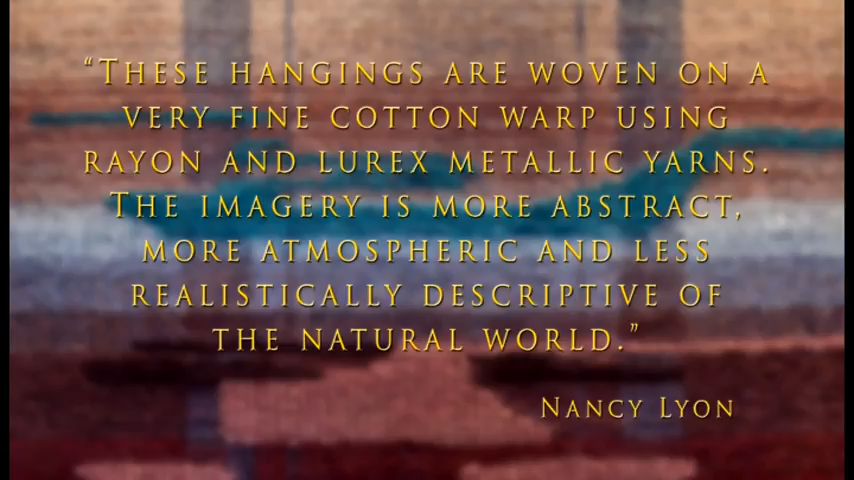 “These hangings are woven on a
very fine cotton warp using
rayon and lurex metallic yarns.
The imagery is more abstract,
more atmospheric and less
realistically descriptive of
the natural world.”
Nancy Lyon